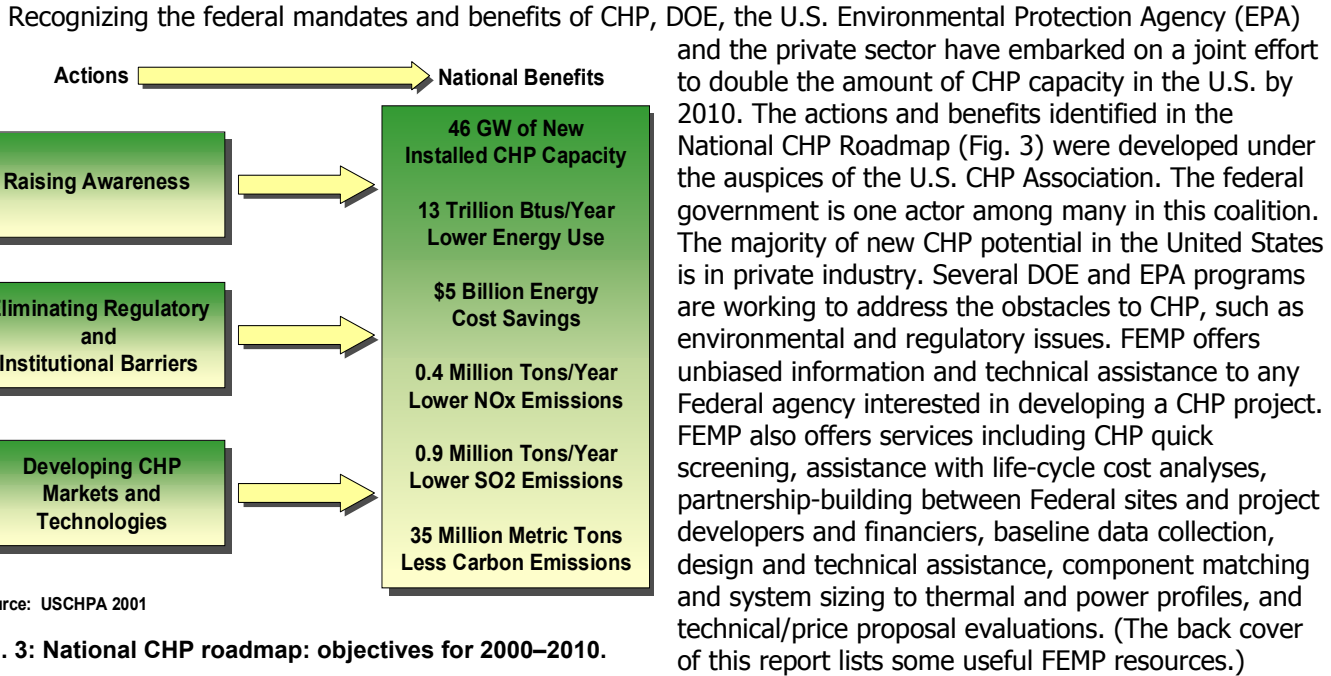 Recognizing the federal mandates and benefits of CHP, DOE, the U.S. Environmental Protection Agency (EPA)
and the private sector have embarked on a joint effort
to double the amount of CHP capacity in the U.S. by
2010. The actions and benefits identified in the
National CHP Roadmap (Fig. 3) were developed under
the auspices of the U.S. CHP Association. The federal
government is one actor among many in this coalition.
The majority of new CHP potential in the United States
is in private industry. Several DOE and EPA programs
are working to address the obstacles to CHP, such as
environmental and regulatory issues. FEMP offers
unbiased information and technical assistance to any
Federal agency interested in developing a CHP project.
FEMP also offers services including CHP quick
screening, assistance with life-cycle cost analyses,
partnership-building between Federal sites and project
developers and financiers, baseline data collection,
design and technical assistance, component matching
and system sizing to thermal and power profiles, and
technical/price proposal evaluations. (The back cover
of this report lists some useful FEMP resources.)
Actions
National Benefits
Raising Awareness
liminating Regulatory
and
Institutional Barriers
Developing CHP
Markets and
Technologies
46 GW of New
Installed CHP Capacity
13 Trillion Btus/Year
Lower Energy Use
$5 Billion Energy
Cost Savings
0.4 Million Tons/Year
Lower NOx Emissions
0.9 Million Tons/Year
Lower SO2 Emissions
35 Million Metric Tons
Less Carbon Emissions
urce: USCHPA 2001
. 3: National CHP roadmap: objectives for 2000–2010.